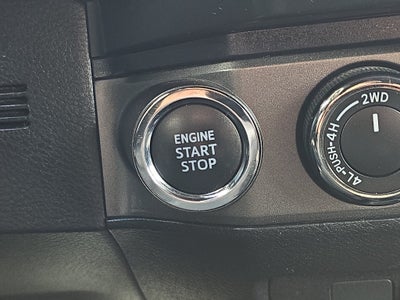 ENGINE
START
STOP
2WD
4L-PUSH-4H